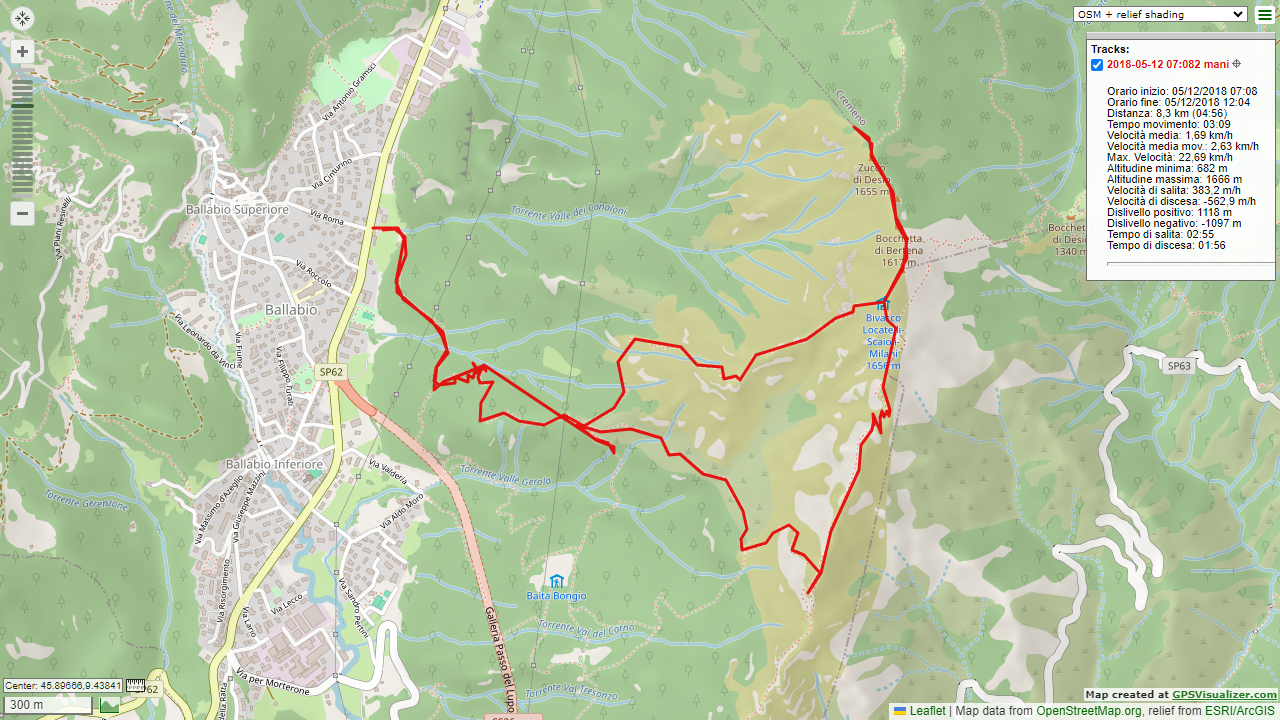 OSM + relief shading
Tracks:
2018-05-12 07:082 mani
Orario inizio: 05/12/2018 07:08
Orario fine: 05/12/2018 12:04
Distanza: 8,3 km (04:56)
Tempo movimento: 03:09
Velocità media: 1,69 km/h
Velocità media mov.: 2,63 km/h
Max. Velocità: 22,69 km/h
Altitudine minima: 682 m
Altitudine massima: 1666 m
Velocità di salita: 383,2 m/h
Velocità di discesa: -562,9 m/h
Dislivello positivo: 1118 m
Dislivello negativo: -1097 m
Tempo di salita: 02:55
Tempo di discesa: 01:56
Via Antonio Gramsci
Cremeno
Via Confurino
Zucco
di Desio
1655 m
Ballabio Superiore
Via Roma
Torrente Valle dei Canaloni
Via Piani Resinelli
Bocchetta
di Bertena
1617 m
Bocchetta
di Desio
1340 m
Via Roccolo
Ballabio
Bivacco
Locatelli-
Scaioli-
Milani
1656 m
Via Leonardo da Vinci
Via Fiume
Via Filippo Turati
SP62
SP63
Ballabio Inferiore
Via Valdera
Torrente Valle Gerola
Via Massimo d'Azeglio
Via Giuseppe Mazzini
Torrente Gerenzone
Via Aldo Moro
Via Risorgimento
Baita Bongio
Via Lecco
Via Lario
Via Sandro Pertini
Galleria Passo del Lupo
Torrente Val del Corno
Via per Morterone
Torrente Val Tresonzo
Center: 45.89666,9.43841
300 m
Map created at GPSVisualizer.com
Leaflet | Map data from OpenStreetMap.org, relief from ESRI/ArcGIS